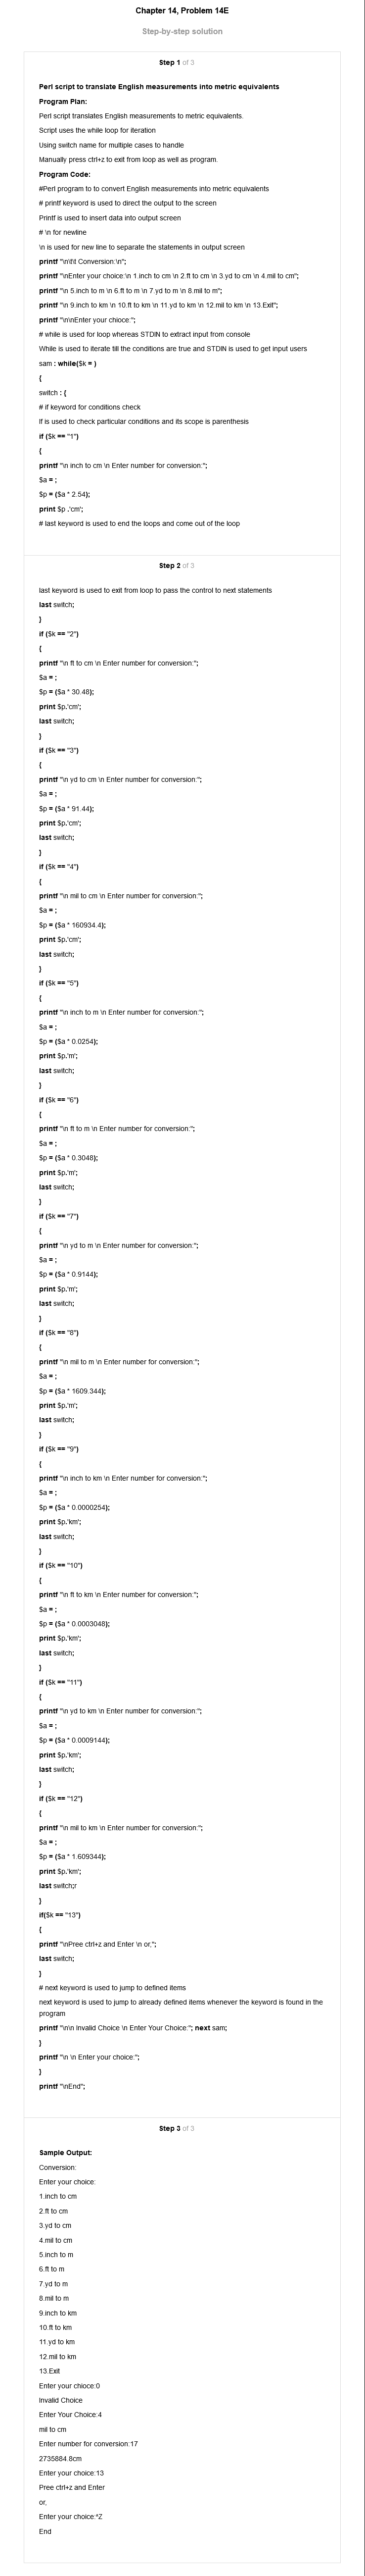 Chapter 14, Problem 14E
Step-by-step solution
Step 1 of 3
Perl script to translate English measurements into metric equivalents
Program Plan:
Perl script translates English measurements to metric equivalents.
Script uses the while loop for iteration
Using switch name for multiple cases to handle
Manually press ctrl+z to exit from loop as well as program.
Program Code:
#Perl program to to convert English measurements into metric equivalents
# printf keyword is used to direct the output to the screen
Printf is used to insert data into output screen
# \n for newline
\n is used for new line to separate the statements in output screen
printf "\n\t\t Conversion:\n";
printf "\nEnter your choice:\n 1.inch to cm \n 2.ft to cm \n 3.yd to cm \n 4.mil to cm";
printf "\n 5.inch to m \n 6.ft to m \n 7.yd to m \n 8.mil to m";
printf "\n 9.inch to km \n 10.ft to km \n 11.yd to km \n 12.mil to km \n 13.Exit";
printf "\n\nEnter your chioce:";
# while is used for loop whereas STDIN to extract input from console
While is used to iterate till the conditions are true and STDIN is used to get input users
sam : while($k = )
{
switch : {
# if keyword for conditions check
If is used to check particular conditions and its scope is parenthesis
if ($k == "1")
{
printf "\n inch to cm \n Enter number for conversion:";
$a = ;
$p = ($a * 2.54);
print $p .'cm';
# last keyword is used to end the loops and come out of the loop
Step 2 of 3
last keyword is used to exit from loop to pass the control to next statements
last switch;
}
if ($k == "2")
{
printf "\n ft to cm \n Enter number for conversion:";
$a = ;
$p = ($a * 30.48);
print $p.'cm';
last switch;
}
if ($k == "3")
{
printf "\n yd to cm \n Enter number for conversion:";
$a = ;
$p = ($a * 91.44);
print $p.'cm';
last switch;
}
if ($k == "4")
{
printf "\n mil to cm \n Enter number for conversion:";
$a = ;
$p = ($a * 160934.4);
print $p.'cm';
last switch;
}
if ($k == "5")
{
printf "\n inch to m \n Enter number for conversion:";
$a = ;
$p = ($a * 0.0254);
print $p.'m';
last switch;
}
if ($k == "6")
{
printf "\n ft to m \n Enter number for conversion:";
$a = ;
$p = ($a * 0.3048);
print $p.'m';
last switch;
}
if ($k == "7")
{
printf "\n yd to m \n Enter number for conversion:";
$a = ;
$p = ($a * 0.9144);
print $p.'m';
last switch;
}
if ($k == "8")
{
printf "\n mil to m \n Enter number for conversion:";
$a = ;
$p = ($a * 1609.344);
print $p.'m';
last switch;
}
if ($k == "9")
{
printf "\n inch to km \n Enter number for conversion:";
$a = ;
$p = ($a * 0.0000254);
print $p.'km';
last switch;
}
if ($k == "10")
{
printf "\n ft to km \n Enter number for conversion:";
$a = ;
$p = ($a * 0.0003048);
print $p.'km';
last switch;
}
if ($k == "11")
{
printf "\n yd to km \n Enter number for conversion:";
$a = ;
$p = ($a * 0.0009144);
print $p.'km';
last switch;
}
if ($k == "12")
{
printf "\n mil to km \n Enter number for conversion:";
$a = ;
$p = ($a * 1.609344);
print $p.'km';
last switch;r
}
if($k == "13")
{
printf "\nPree ctrl+z and Enter \n or,";
last switch;
}
# next keyword is used to jump to defined items
next keyword is used to jump to already defined items whenever the keyword is found in the
program
printf "\n\n Invalid Choice \n Enter Your Choice:"; next sam;
}
printf "\n \n Enter your choice:";
}
printf "\nEnd";
Step 3 of 3
Sample Output:
Conversion:
Enter your choice:
1.inch to cm
2.ft to cm
3.yd to cm
4.mil to cm
5.inch to m
6.ft to m
7.yd to m
8.mil to m
9.inch to km
10.ft to km
11.yd to km
12.mil to km
13.Exit
Enter your chioce:0
Invalid Choice
Enter Your Choice:4
mil to cm
Enter number for conversion:17
2735884.8cm
Enter your choice:13
Pree ctrl+z and Enter
or,
Enter your choice:^Z
End